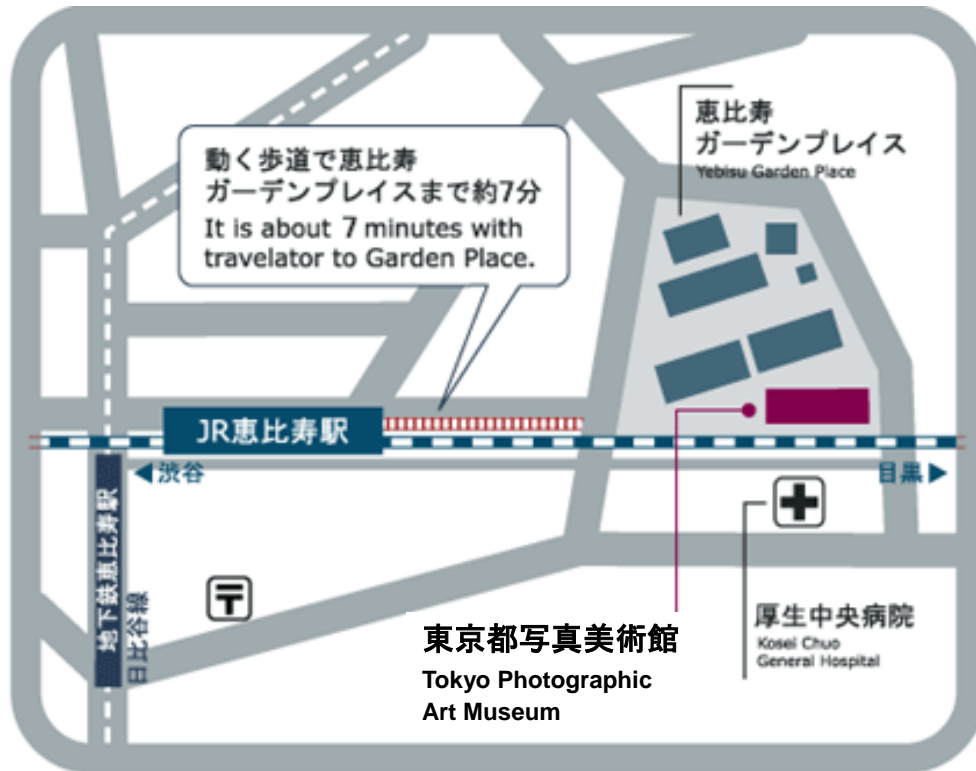 恵比寿
ガーデンプレイス
Yebisu Garden Place
動く歩道で恵比寿
ガーデンプレイスまで約7分
It is about 7 minutes with
travelator to Garden Place.
JR恵比寿駅
◀渋谷
目黒▶
地下鉄恵比寿駅
日比谷線
〒
東京都写真美術館
Tokyo Photographic
Art Museum
厚生中央病院
Kosei Chuo
General Hospital